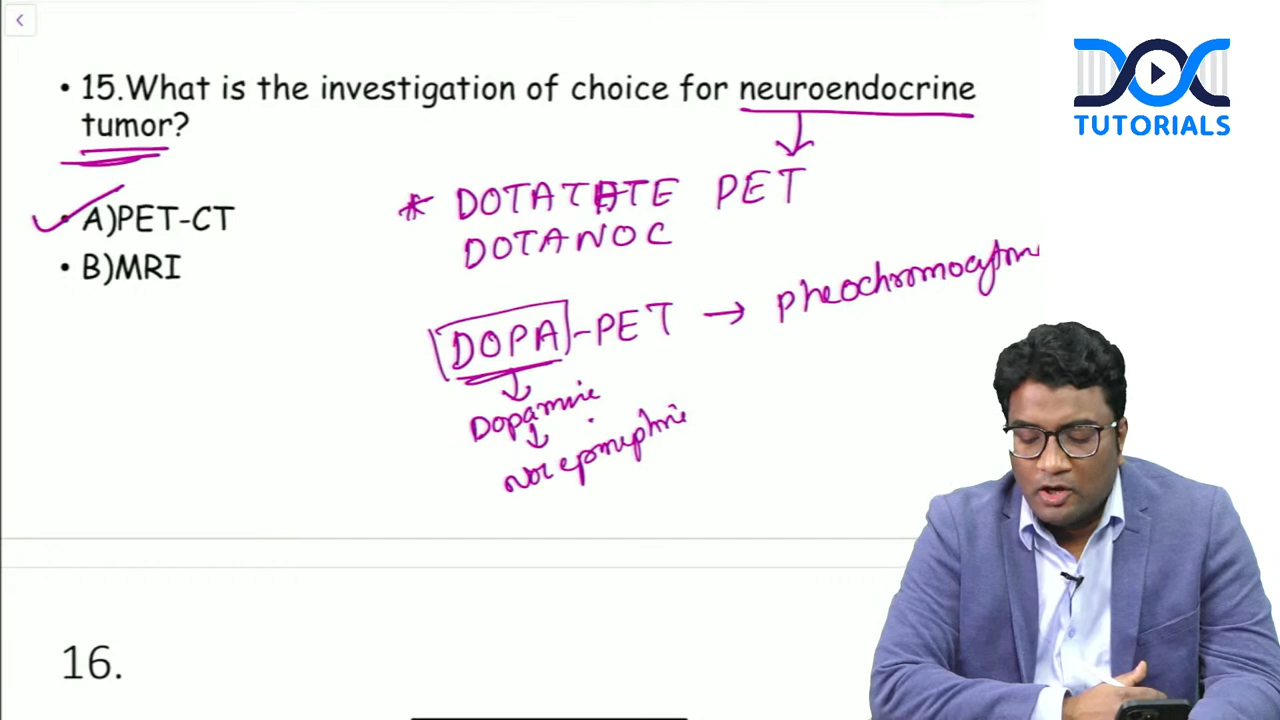 • 15.What is the investigation of choice for neuroendocrine
tumor?
• A)PET-CT
• B)MRI
* DOTATATE PET
DOTANOC
DOPA-PET → pheochromocytom
Dopamine
Norepinephrine
16.
DOC
TUTORIALS